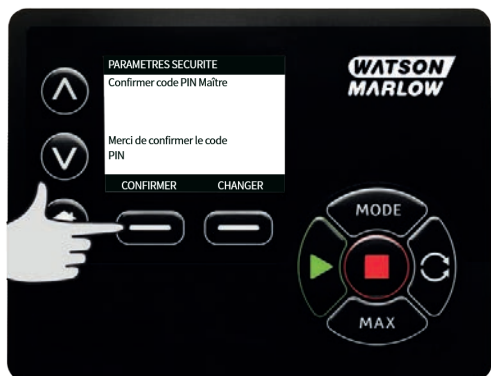 PARAMETRES SECURITE
Confirmer code PIN Maître
Merci de confirmer le code
PIN
CONFIRMER CHANGER
WATSON
MARLOW
MODE
MAX